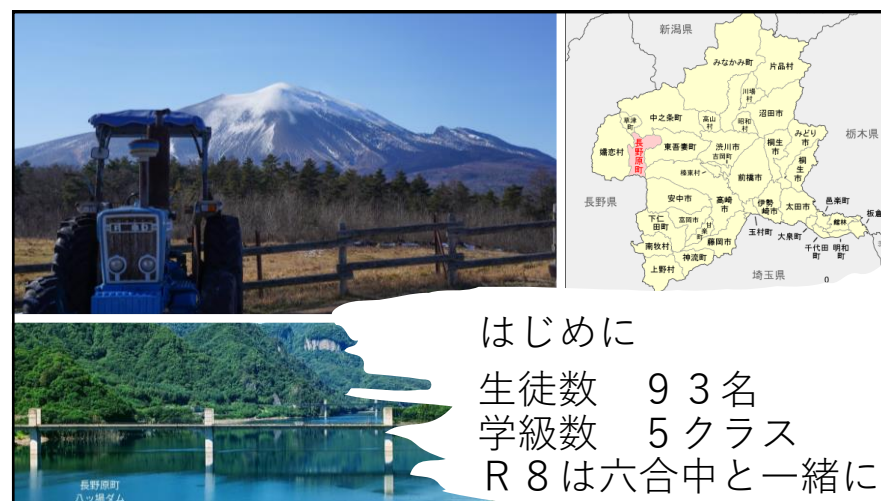 新潟県
みなかみ町
片品村
川場村
沼田市
中之条町
高山村
昭和村
草津町
嬬恋村
長野原町
東吾妻町
渋川市
吉岡町
榛東村
桐生市
みどり市
桐生市
栃木県
前橋市
長野県
安中市
高崎市
伊勢崎市
太田市
邑楽町
板倉
館林
下仁田町
富岡市
甘楽町
藤岡市
玉村町
大泉町
千代田町
明和町
南牧村
神流町
上野村
埼玉県
0
はじめに
生徒数　９３名
学級数　５クラス
Ｒ８は六合中と一緒に
長野原町
八ッ場ダム